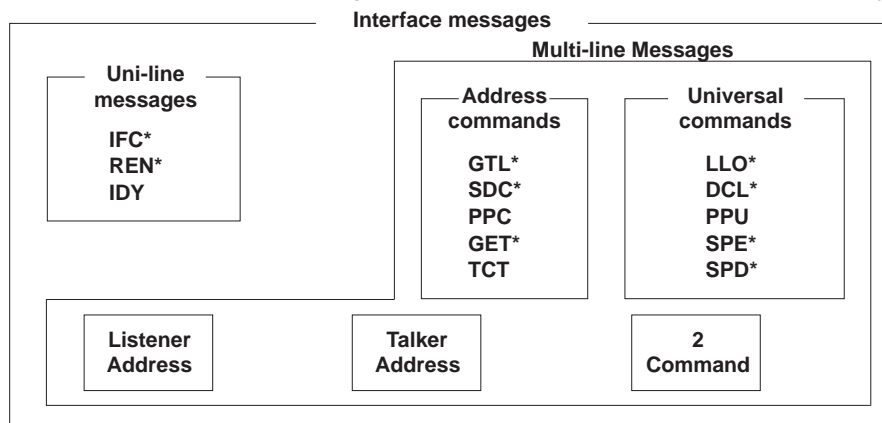 Interface messages
Multi-line Messages
Uni-line
messages
IFC*
REN*
IDY
Address
commands
GTL*
SDC*
PPC
GET*
TCT
Universal
commands
LLO*
DCL*
PPU
SPE*
SPD*
Listener
Address
Talker
Address
2
Command